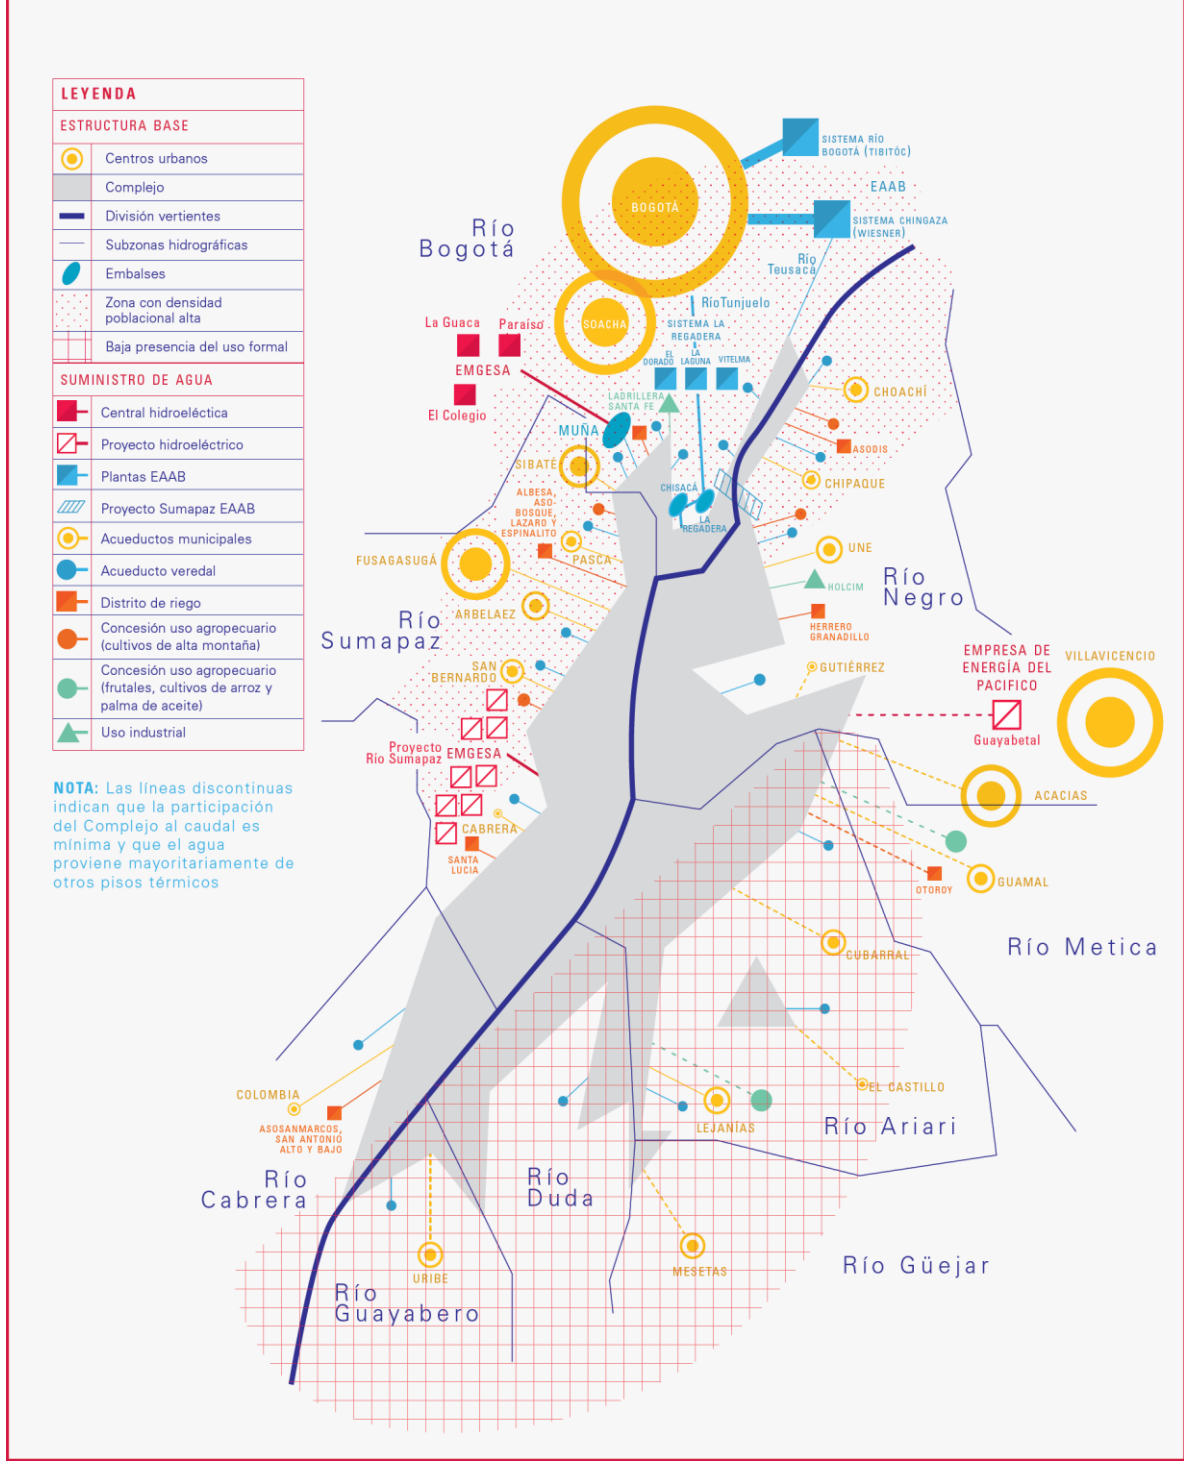 LEYENDA
ESTRUCTURA BASE
Centros urbanos
Complejo
División vertientes
Subzonas hidrográficas
Embalses
Zona con densidad
poblacional alta
Baja presencia del uso formal
SUMINISTRO DE AGUA
Central hidroeléctica
Proyecto hidroeléctrico
Plantas EAAB
Proyecto Sumapaz EAAB
Acueductos municipales
Acueducto veredal
Distrito de riego
Concesión uso agropecuario
(cultivos de alta montaña)
Concesión uso agropecuario
(frutales, cultivos de arroz y
palma de aceite)
Uso industrial
NOTA: Las líneas discontinuas
indican que la participación
del Complejo al caudal es
mínima y que el agua
proviene mayoritariamente de
otros pisos térmicos
SISTEMA RÍO
BOGOTÁ (TIBITÓC)
EAAB
BOGOTÁ
SISTEMA CHINGAZA
(WIESNER)
Río
Bogotá
Río
Teusacá
SOACHA
RíoTunjuelo
SISTEMA LA
REGADERA
La Guaca
Paraíso
EMGESA
El Colegio
EL
DORADO
LA
LAGUNA
VITELMA
LADRILLERA
SANTA FE
CHOACHÍ
MUÑA
ASODIS
SIBATÉ
CHIPAQUE
CHISACÁ
LA
REGADERA
ALBESA,
ASO-
BOSQUE,
LAZARO Y
ESPINALITO
PASCA
UNE
FUSAGASUGÁ
HOLCIM
Río
Negro
ARBELAEZ
HERRERO
GRANADILLO
Río
Sumapaz
SAN
BERNARDO
GUTIÉRREZ
EMPRESA DE
ENERGÍA DEL
PACIFICO
VILLAVICENCIO
Guayabetal
Proyecto
Río Sumapaz
EMGESA
ACACIAS
CABRERA
SANTA
LUCIA
OTOROY
GUAMAL
CUBARRAL
Río Metica
EL CASTILLO
COLOMBIA
ASOSANMARCOS,
SAN ANTONIO
ALTO Y BAJO
LEJANÍAS
Río Ariari
Río
Cabrera
Río
Duda
URIBE
MESETAS
Río Güejar
Río
Guayabero